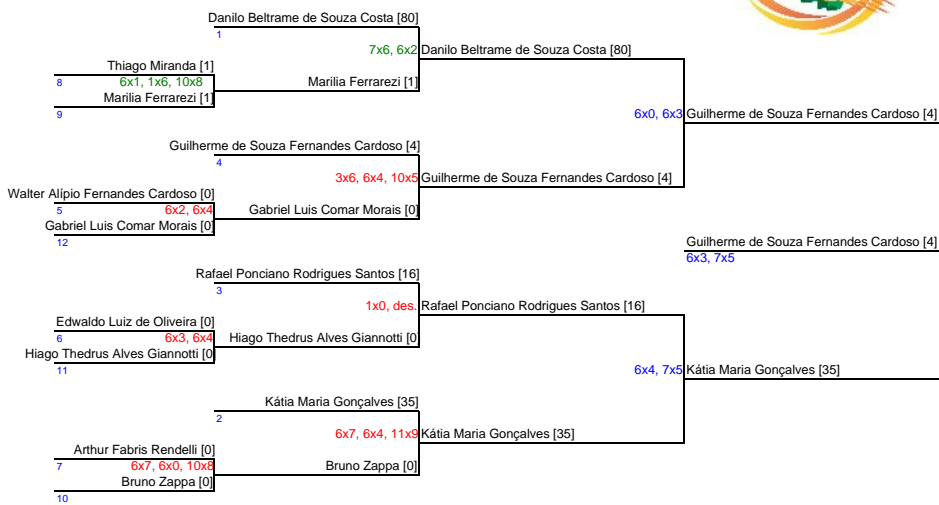 Danilo Beltrame de Souza Costa [80]
1
7x6, 6x2 Danilo Beltrame de Souza Costa [80]
Thiago Miranda [1]
8 6x1, 1x6, 10x8 Marilia Ferrarezi [1]
Marilia Ferrarezi [1]
9
6x0, 6x3 Guilherme de Souza Fernandes Cardoso [4]
Guilherme de Souza Fernandes Cardoso [4]
4
3x6, 6x4, 10x5 Guilherme de Souza Fernandes Cardoso [4]
Walter Alípio Fernandes Cardoso [0]
5 6x2, 6x4 Gabriel Luis Comar Morais [0]
Gabriel Luis Comar Morais [0]
12
Guilherme de Souza Fernandes Cardoso [4]
6x3, 7x5
Rafael Ponciano Rodrigues Santos [16]
3
1x0, des. Rafael Ponciano Rodrigues Santos [16]
Edwaldo Luiz de Oliveira [0]
6 6x3, 6x4 Hiago Thedrus Alves Giannotti [0]
Hiago Thedrus Alves Giannotti [0]
11
6x4, 7x5 Kátia Maria Gonçalves [35]
Kátia Maria Gonçalves [35]
2
6x7, 6x4, 11x9 Kátia Maria Gonçalves [35]
Arthur Fabris Rendelli [0]
7 6x7, 6x0, 10x8 Bruno Zappa [0]
Bruno Zappa [0]
10